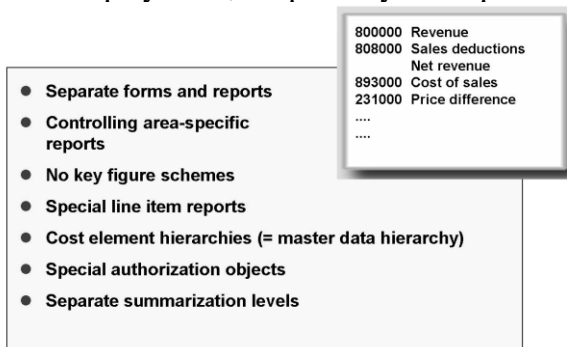 800000 Revenue
808000 Sales deductions
Net revenue
893000 Cost of sales
231000 Price difference
....
....
Separate forms and reports
Controlling area-specific
reports
No key figure schemes
Special line item reports
Cost element hierarchies (= master data hierarchy)
Special authorization objects
Separate summarization levels